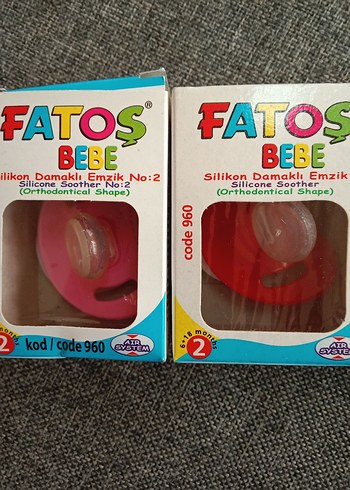 FATOŞ®
BEBE
Silikon Damaklı Emzik No:2
Silicone Soother No:2
(Orthodontical Shape)
months
2
kod / code 960
AIR
SYSTEM
FATOŞ
BEBE
Silikon Damaklı Emzik
Silicone Soother
(Orthodontical Shape)
code 960
6+18 months
2
AIR
SYSTEM